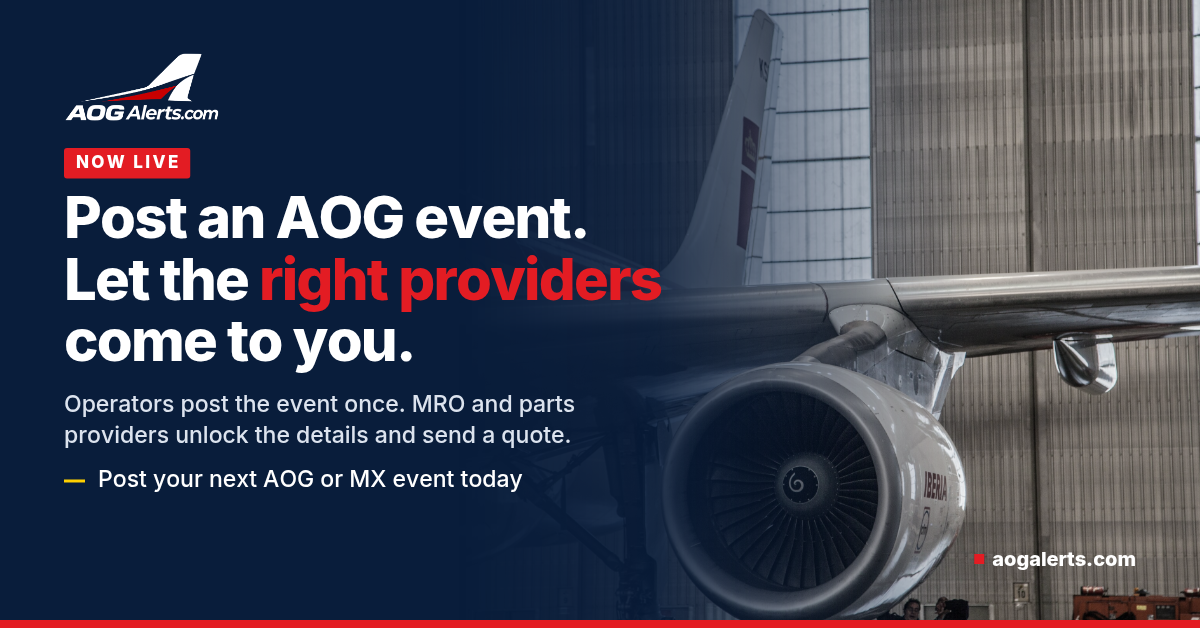 AOG Alerts.com
NOW LIVE
Post an AOG event.
Let the right providers
come to you.
Operators post the event once. MRO and parts
providers unlock the details and send a quote.
Post your next AOG or MX event today
IBERIA
aogalerts.com